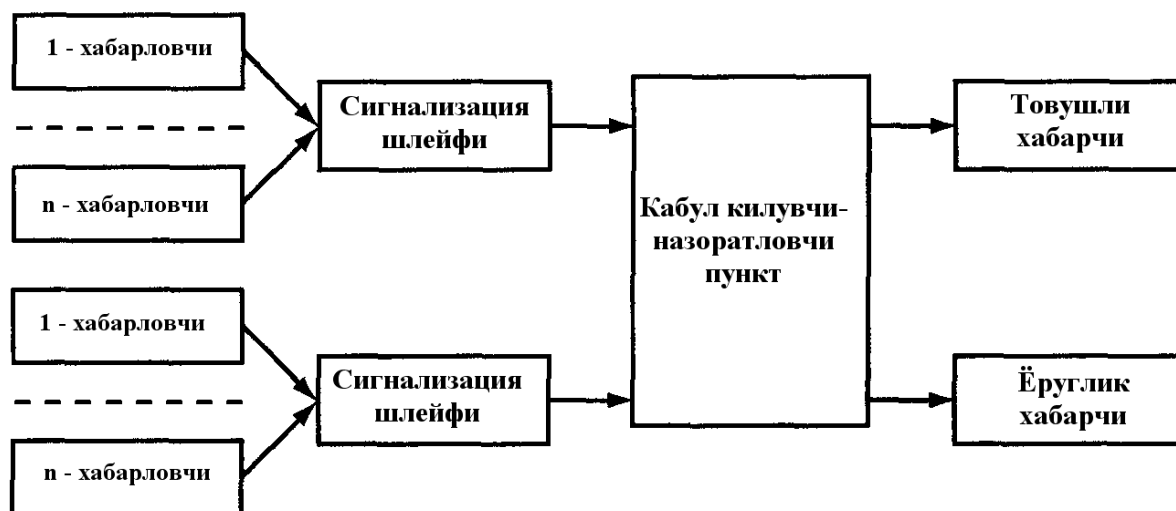 1 - хабарловчи
n - хабарловчи
Сигнализация
шлейфи
1 - хабарловчи
n - хабарловчи
Сигнализация
шлейфи
Кабул килувчи-
назоратловчи
пункт
Товушли
хабарчи
Ёруглик
хабарчи